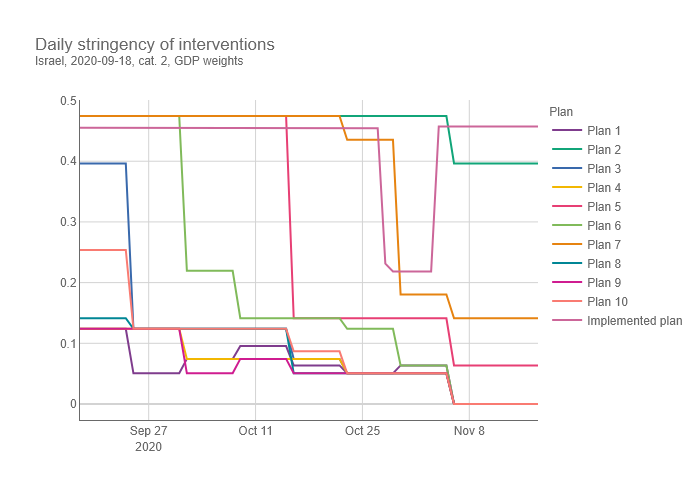 Daily stringency of interventions
Israel, 2020-09-18, cat. 2, GDP weights
0.5
0.4
0.3
0.2
0.1
0
Sep 27
2020
Oct 11
Oct 25
Nov 8
Plan
Plan 1
Plan 2
Plan 3
Plan 4
Plan 5
Plan 6
Plan 7
Plan 8
Plan 9
Plan 10
Implemented plan